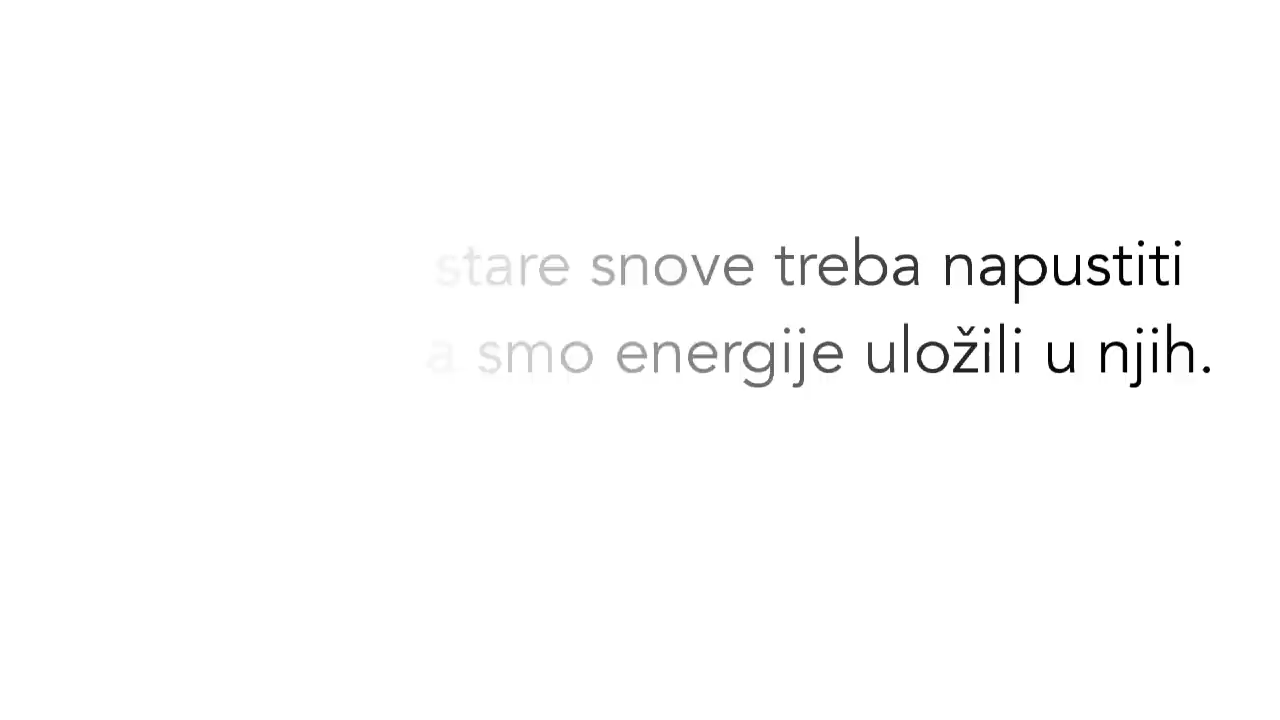 stare snove treba napustiti
a smo energije uložili u njih.